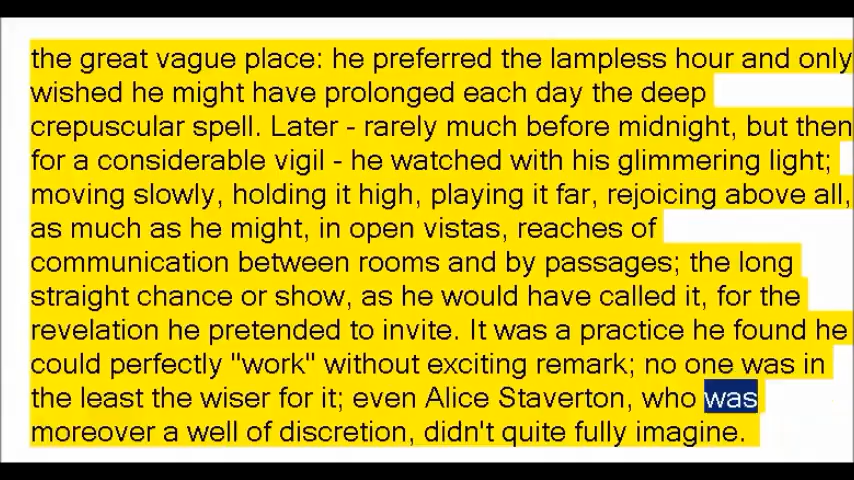 the great vague place: he preferred the lampless hour and only
wished he might have prolonged each day the deep
crepuscular spell. Later - rarely much before midnight, but then
for a considerable vigil - he watched with his glimmering light;
moving slowly, holding it high, playing it far, rejoicing above all,
as much as he might, in open vistas, reaches of
communication between rooms and by passages; the long
straight chance or show, as he would have called it, for the
revelation he pretended to invite. It was a practice he found he
could perfectly "work" without exciting remark; no one was in
the least the wiser for it; even Alice Staverton, who was
moreover a well of discretion, didn't quite fully imagine.